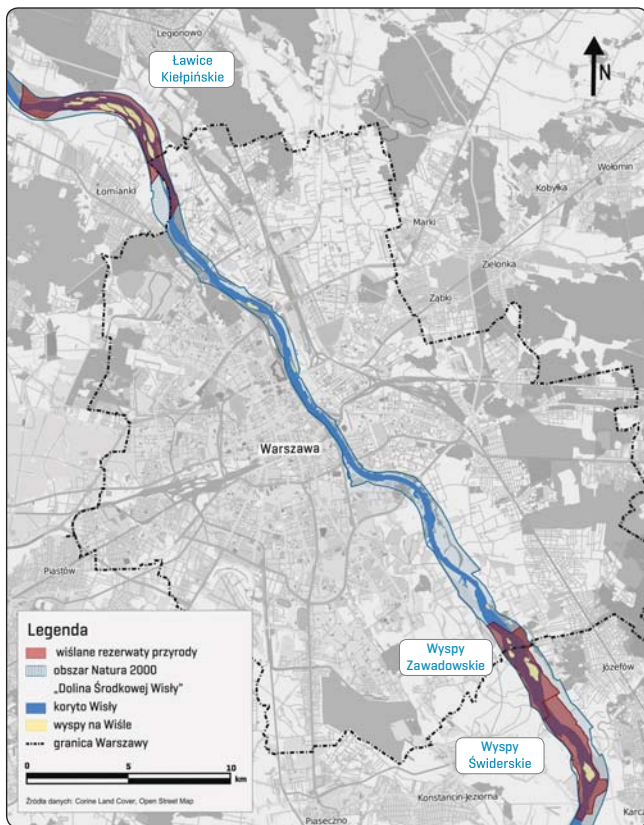 Legionowo
Ławice
Kiełpińskie
N
Wołomin
Łomianki
Kobyłka
Marki
Zielonka
Ząbki
Warszawa
Piastów
Legenda
wiślane rezerwaty przyrody
obszar Natura 2000
„Dolina Środkowej Wisły”
koryto Wisły
wyspy na Wiśle
granica Warszawy
0 5 10
km
Źródła danych: Corine Land Cover, Open Street Map
Wyspy
Zawadowskie
Józefów
Wyspy
Świderskie
Konstancin-Jeziorna
Piaseczno
Karcz